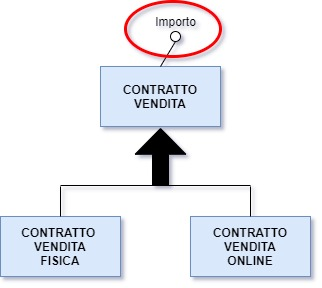 Importo
CONTRATTO
VENDITA
CONTRATTO
VENDITA
FISICA
CONTRATTO
VENDITA
ONLINE